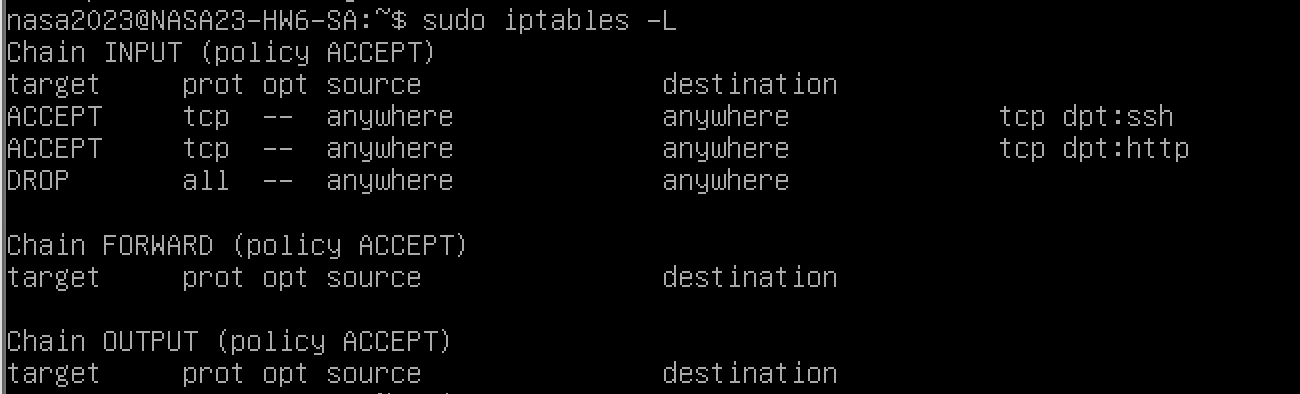 nasa2023@NASA23-HW6-SA:~$ sudo iptables -L
Chain INPUT (policy ACCEPT)
target     prot opt source               destination
ACCEPT     tcp  --  anywhere             anywhere             tcp dpt:ssh
ACCEPT     tcp  --  anywhere             anywhere             tcp dpt:http
DROP       all  --  anywhere             anywhere
Chain FORWARD (policy ACCEPT)
target     prot opt source               destination
Chain OUTPUT (policy ACCEPT)
target     prot opt source               destination